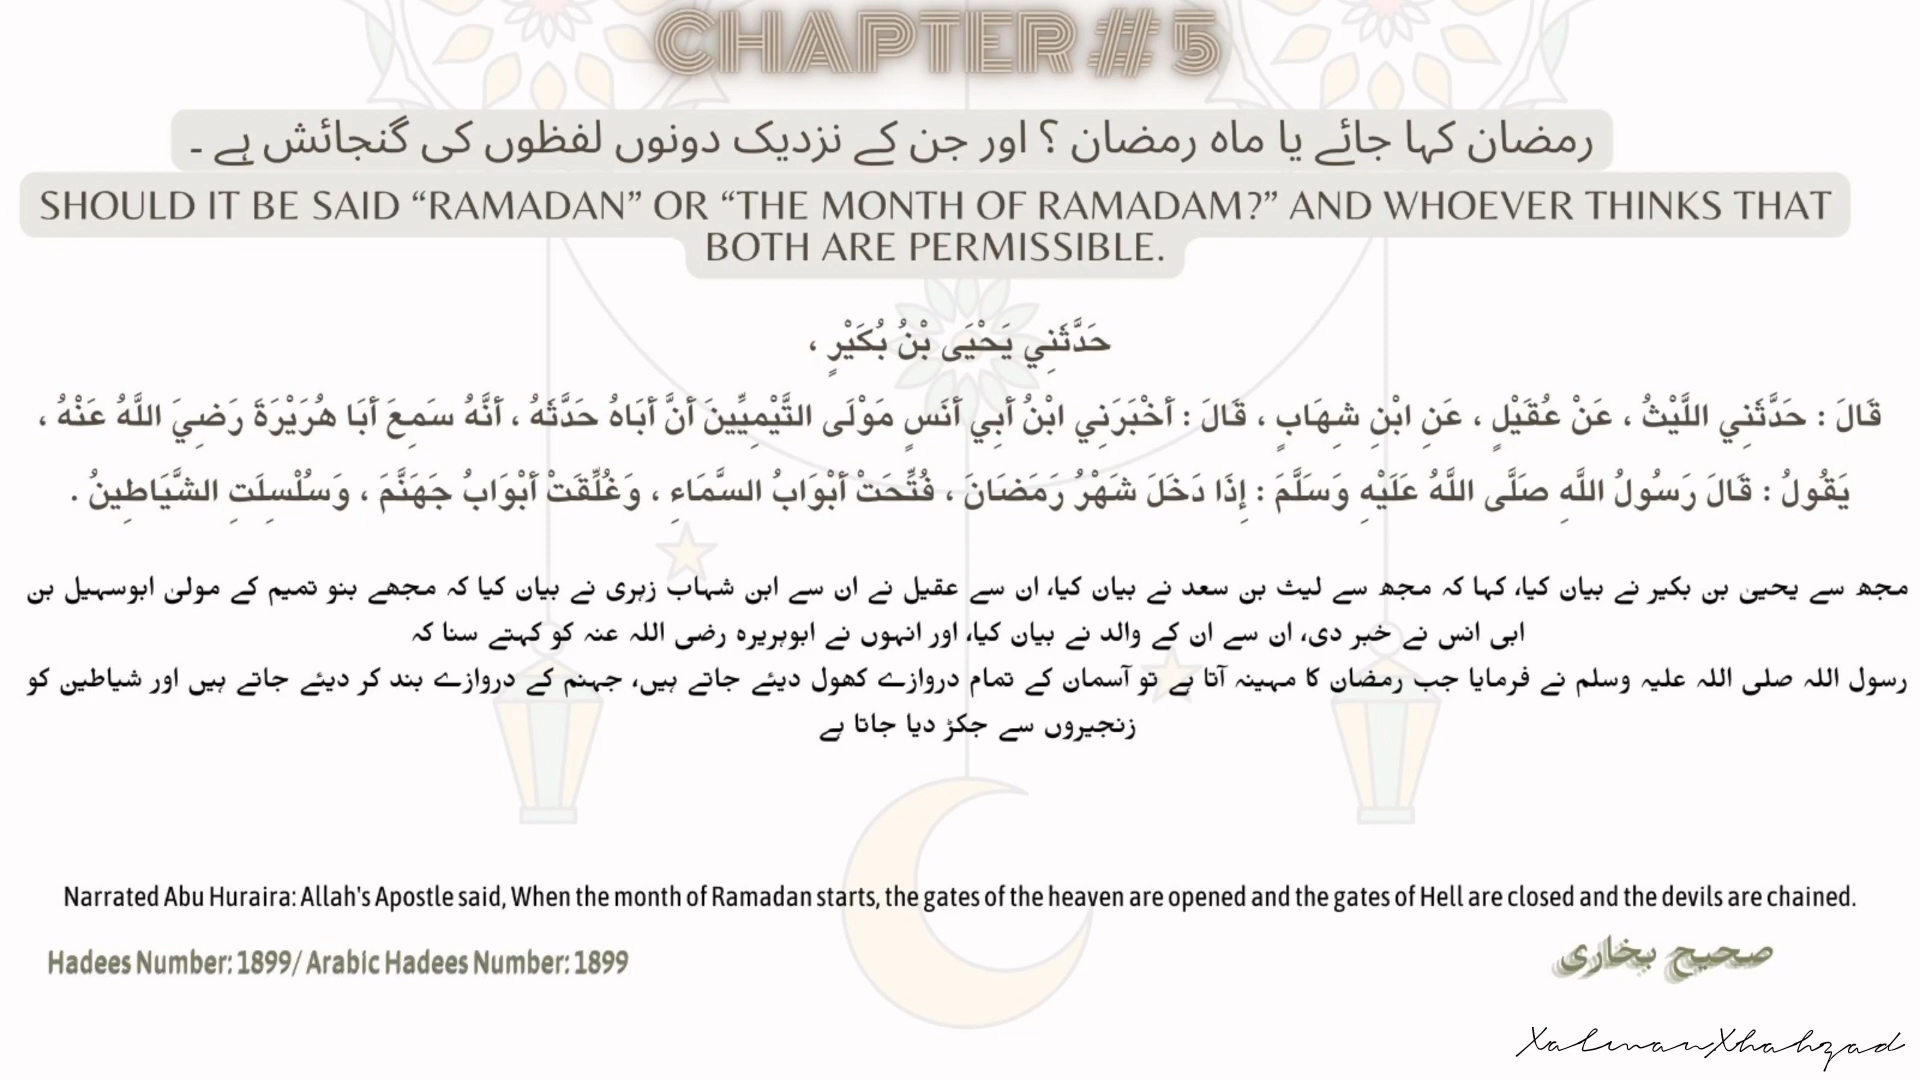 CHAPTER # 5
رمضان کہا جائے یا ماہ رمضان ؟ اور جن کے نزدیک دونوں لفظوں کی گنجائش ہے ۔
SHOULD IT BE SAID “RAMADAN” OR “THE MONTH OF RAMADAM?” AND WHOEVER THINKS THAT
BOTH ARE PERMISSIBLE.
حَدَّثَنِي يَحْيَى بْنُ بُكَيْرٍ ،
قَالَ : حَدَّثَنِي اللَّيْثُ ، عَنْ عُقَيْلٍ ، عَنِ ابْنِ شِهَابٍ ، قَالَ : أَخْبَرَنِي ابْنُ أَبِي أَنَسٍ مَوْلَى التَّيْمِيِّينَ أَنَّ أَبَاهُ حَدَّثَهُ ، أَنَّهُ سَمِعَ أَبَا هُرَيْرَةَ رَضِيَ اللَّهُ عَنْهُ ،
يَقُولُ : قَالَ رَسُولُ اللَّهِ صَلَّى اللَّهُ عَلَيْهِ وَسَلَّمَ : إِذَا دَخَلَ شَهْرُ رَمَضَانَ ، فُتِّحَتْ أَبْوَابُ السَّمَاءِ ، وَغُلِّقَتْ أَبْوَابُ جَهَنَّمَ ، وَسُلْسِلَتِ الشَّيَاطِينُ .
مجھ سے یحییٰ بن بکیر نے بیان کیا، کہا کہ مجھ سے لیث بن سعد نے بیان کیا، ان سے عقیل نے ان سے ابن شہاب زہری نے بیان کیا کہ مجھے بنو تمیم کے مولیٰ ابوسہیل بن
ابی انس نے خبر دی، ان سے ان کے والد نے بیان کیا، اور انہوں نے ابوہریرہ رضی اللہ عنہ کو کہتے سنا کہ
رسول اللہ صلی اللہ علیہ وسلم نے فرمایا جب رمضان کا مہینہ آتا ہے تو آسمان کے تمام دروازے کھول دیئے جاتے ہیں، جہنم کے دروازے بند کر دیئے جاتے ہیں اور شیاطین کو
زنجیروں سے جکڑ دیا جاتا ہے
Narrated Abu Huraira: Allah's Apostle said, When the month of Ramadan starts, the gates of the heaven are opened and the gates of Hell are closed and the devils are chained.
Hadees Number: 1899/ Arabic Hadees Number: 1899
صحیح بخاری
XalmanXhahzad